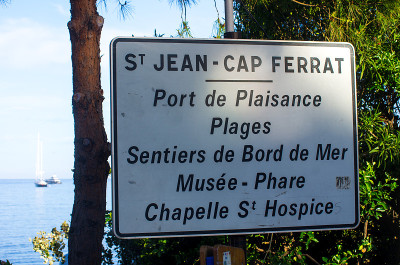 ST JEAN-CAP FERRAT
Port de Plaisance
Plages
Sentiers de Bord de Mer
Musée-Phare
Chapelle St Hospice